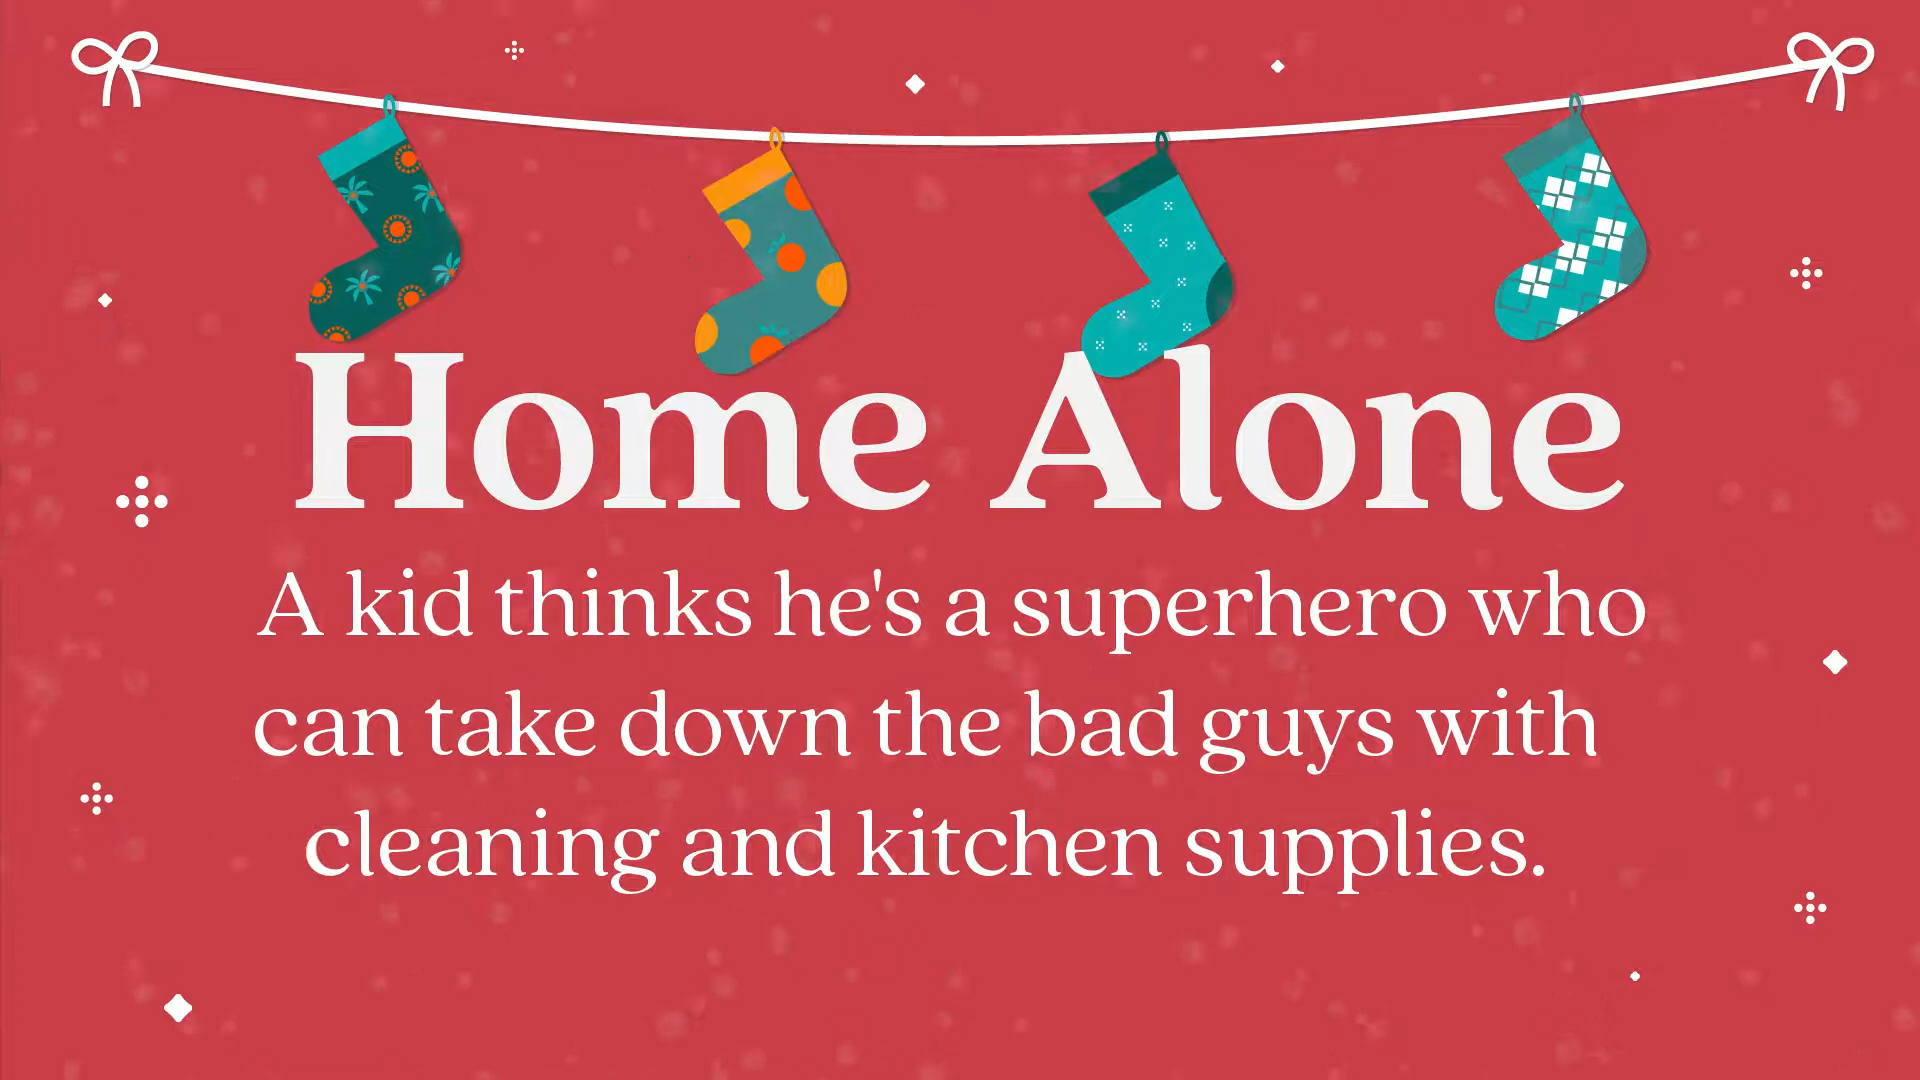 Home Alone
A kid thinks he's a superhero who
can take down the bad guys with
cleaning and kitchen supplies.